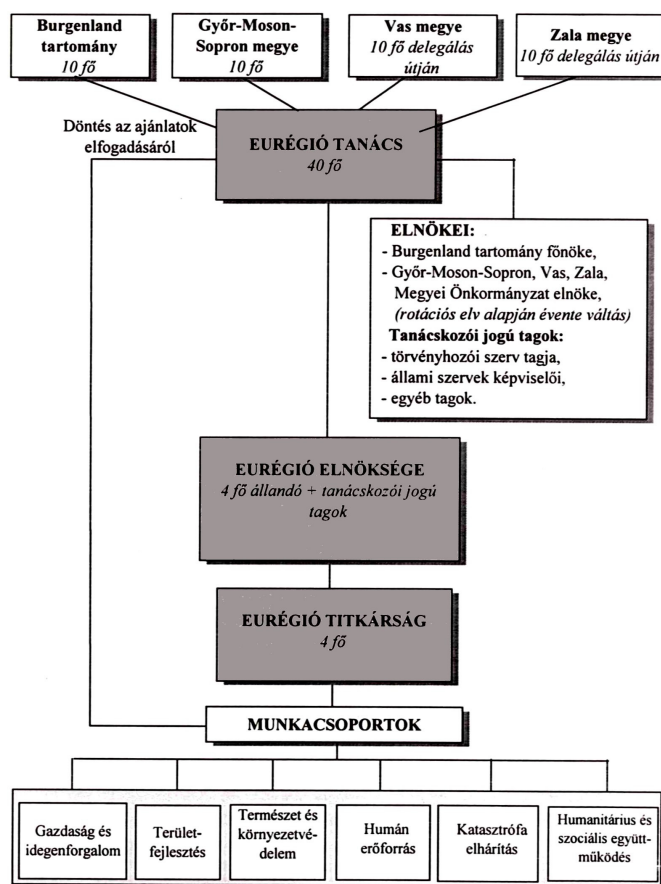 Burgenland
tartomány
10 fő
Győr-Moson-
Sopron megye
10 fő
Vas megye
10 fő delegálás
útján
Zala megye
10 fő delegálás útján
Döntés az ajánlatok
elfogadásáról
EURÉGIÓ TANÁCS
40 fő
ELNÖKEI:
- Burgenland tartomány főnöke,
- Győr-Moson-Sopron, Vas, Zala,
Megyei Önkormányzat elnöke,
(rotációs elv alapján évente váltás)
Tanácskozói jogú tagok:
- törvényhozói szerv tagja,
- állami szervek képviselői,
- egyéb tagok.
EURÉGIÓ ELNÖKSÉGE
4 fő állandó + tanácskozói jogú
tagok
EURÉGIÓ TITKÁRSÁG
4 fő
MUNKACSOPORTOK
Gazdaság és
idegenforgalom
Terület-
fejlesztés
Természet és
környezetvé-
delem
Humán
erőforrás
Katasztrófa
elhárítás
Humanitárius és
szociális együtt-
működés